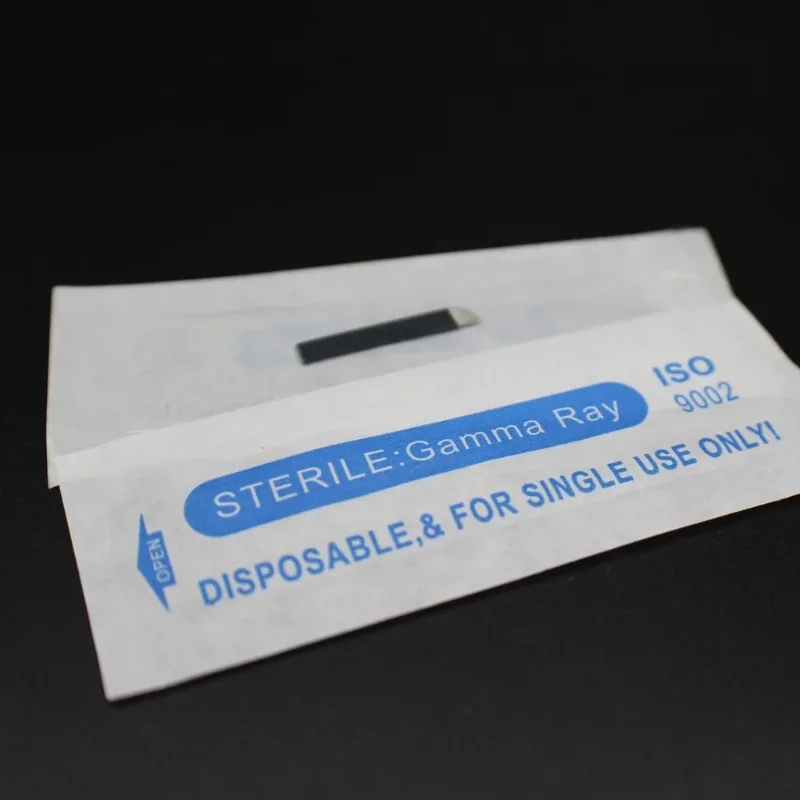 ISO
9002
STERILE:Gamma Ray
DISPOSABLE,& FOR SINGLE USE ONLY!
OPEN